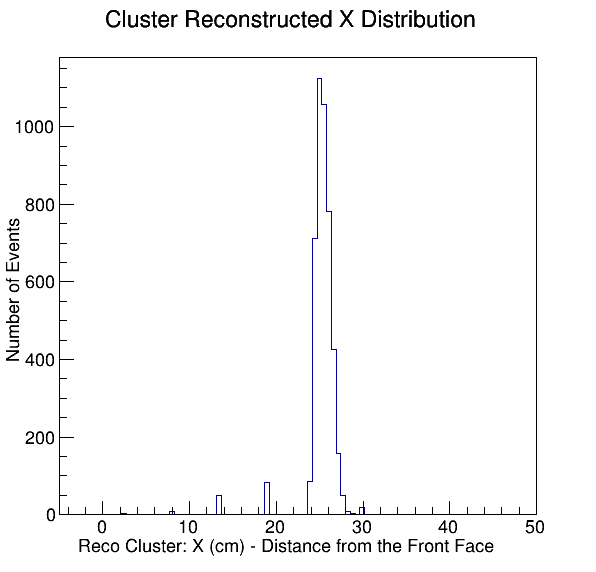 Cluster Reconstructed X Distribution
1000
800
600
400
200
0
Number of Events
0 10 20 30 40 50
Reco Cluster: X (cm) - Distance from the Front Face